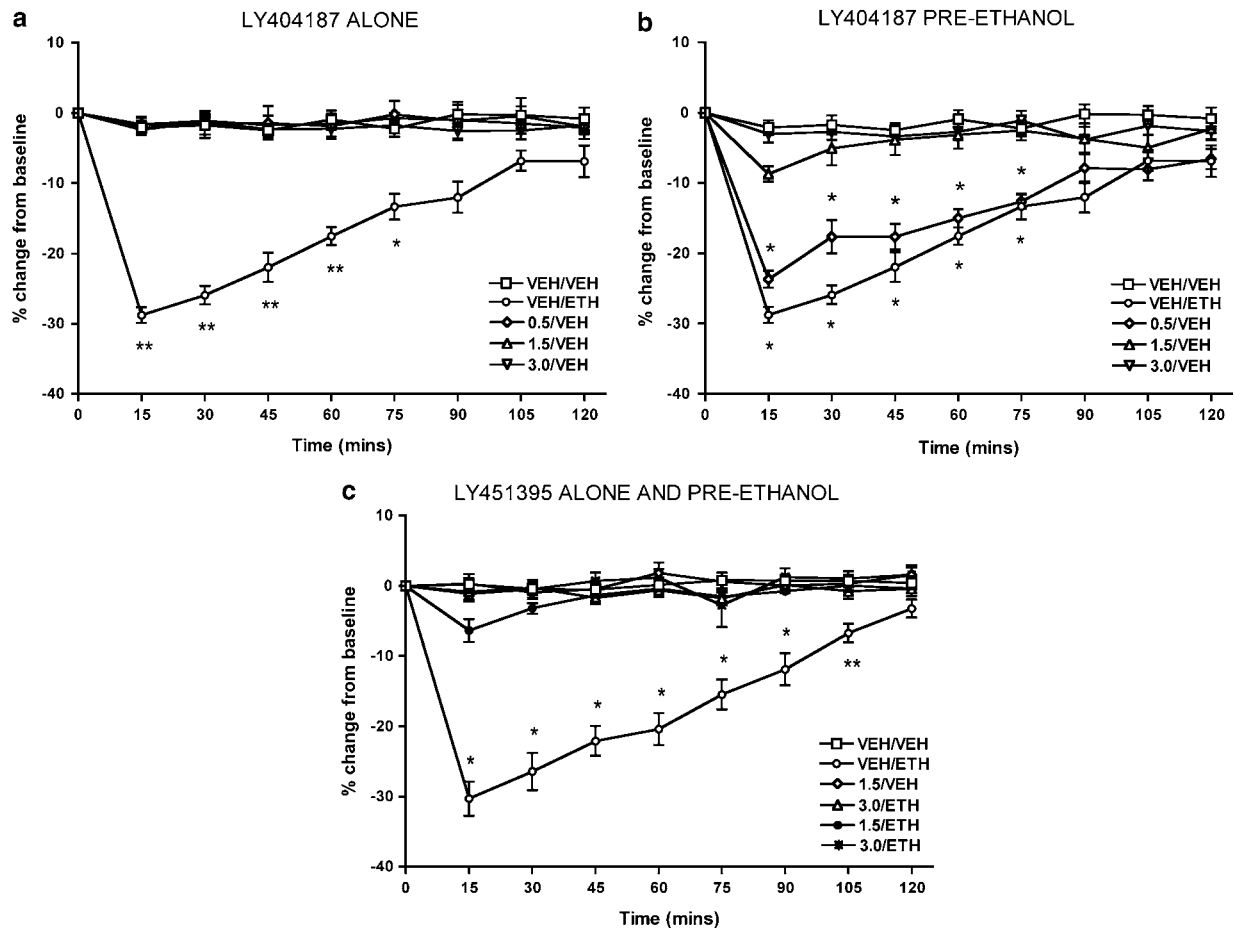 a
LY404187 ALONE
10
0
-10
-20
-30
-40
% change from baseline
**
**
**
**
*
VEH/VEH
VEH/ETH
0.5/VEH
1.5/VEH
3.0/VEH
0 15 30 45 60 75 90 105 120
Time (mins)
b
LY404187 PRE-ETHANOL
10
0
-10
-20
-30
-40
% change from baseline
*
*
*
*
*
*
*
*
*
*
VEH/VEH
VEH/ETH
0.5/VEH
1.5/VEH
3.0/VEH
0 15 30 45 60 75 90 105 120
Time (mins)
c
LY451395 ALONE AND PRE-ETHANOL
10
0
-10
-20
-30
-40
% change from baseline
*
*
*
*
*
*
**
VEH/VEH
VEH/ETH
1.5/VEH
3.0/ETH
1.5/ETH
3.0/ETH
0 15 30 45 60 75 90 105 120
Time (mins)